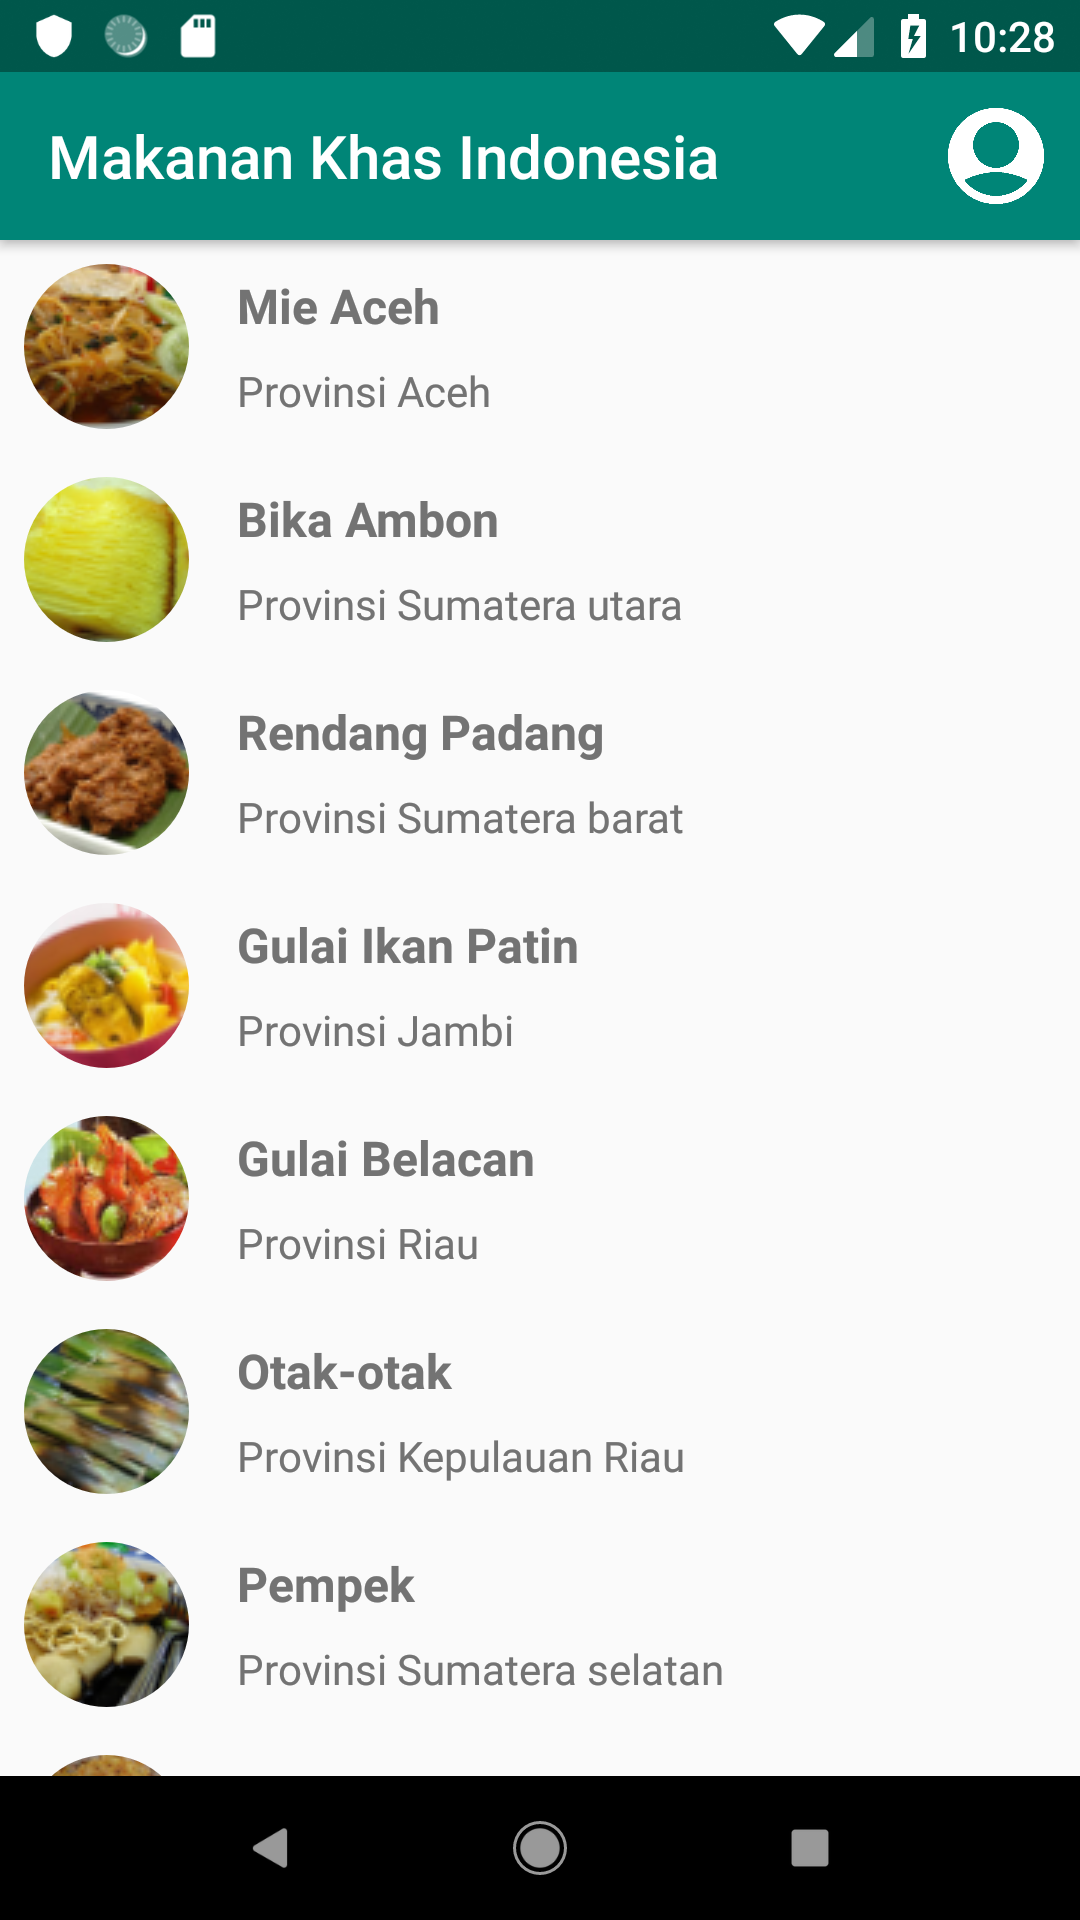 10:28
Makanan Khas Indonesia
Mie Aceh
Provinsi Aceh
Bika Ambon
Provinsi Sumatera utara
Rendang Padang
Provinsi Sumatera barat
Gulai Ikan Patin
Provinsi Jambi
Gulai Belacan
Provinsi Riau
Otak-otak
Provinsi Kepulauan Riau
Pempek
Provinsi Sumatera selatan